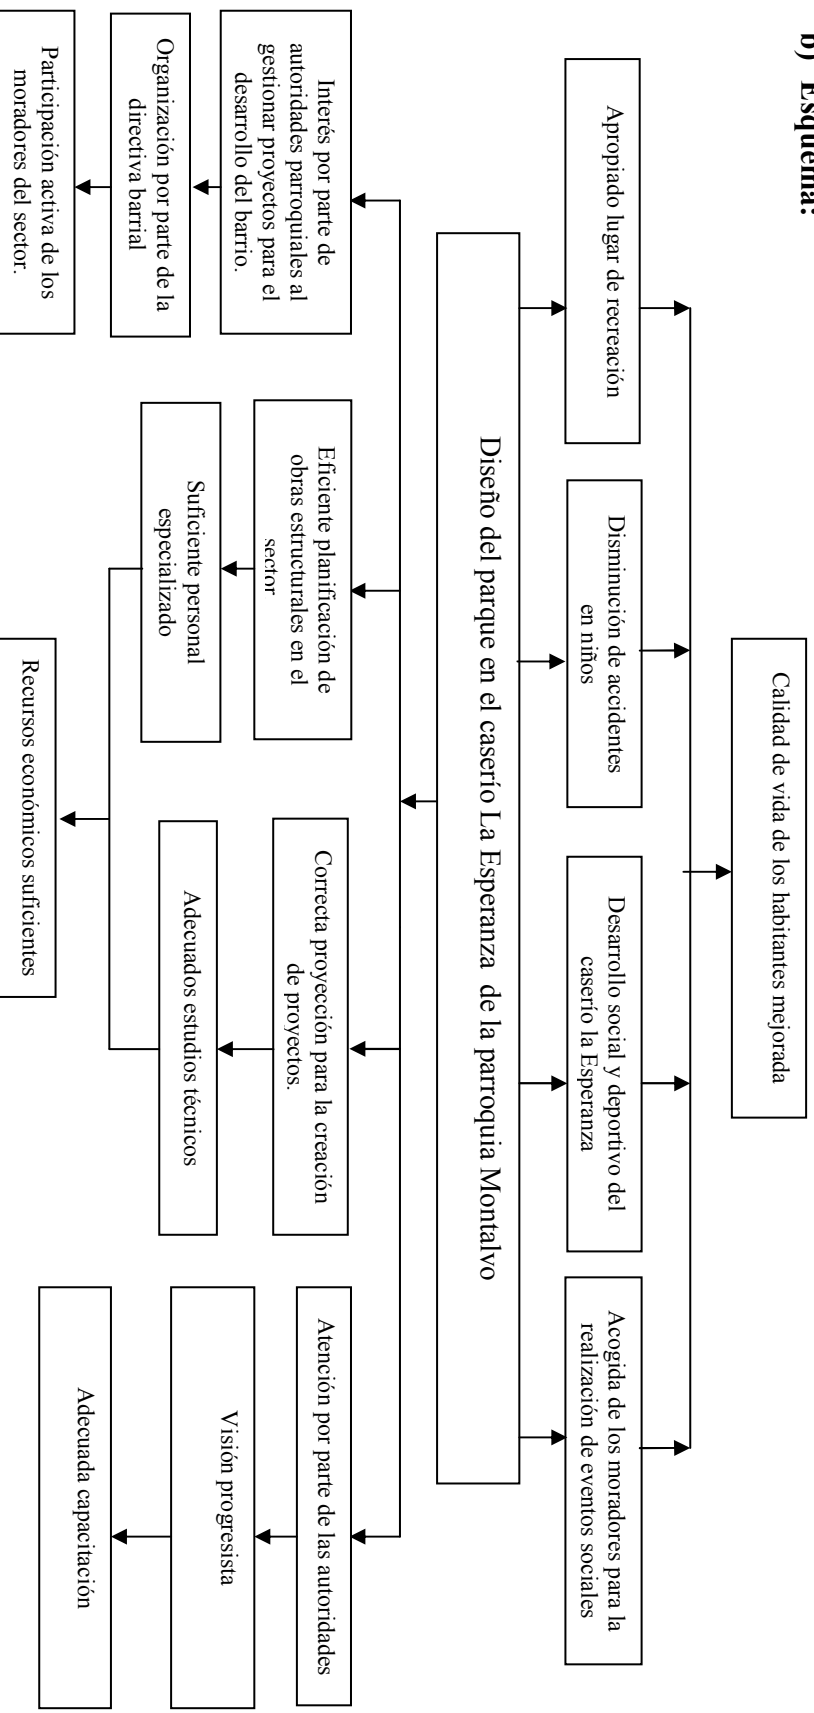 b) Esquema:
Calidad de vida de los habitantes mejorada
Apropiado lugar de recreación
Disminución de accidentes
en niños
Desarrollo social y deportivo del
caserío la Esperanza
Acogida de los moradores para la
realización de eventos sociales
Diseño del parque en el caserío La Esperanza de la parroquia Montalvo
Interés por parte de
autoridades parroquiales al
gestionar proyectos para el
desarrollo del barrio.
Eficiente planificación de
obras estructurales en el
sector
Correcta proyección para la creación
de proyectos.
Atención por parte de las autoridades
Organización por parte de la
directiva barrial
Suficiente personal
especializado
Adecuados estudios técnicos
Visión progresista
Participación activa de los
moradores del sector.
Recursos económicos suficientes
Adecuada capacitación